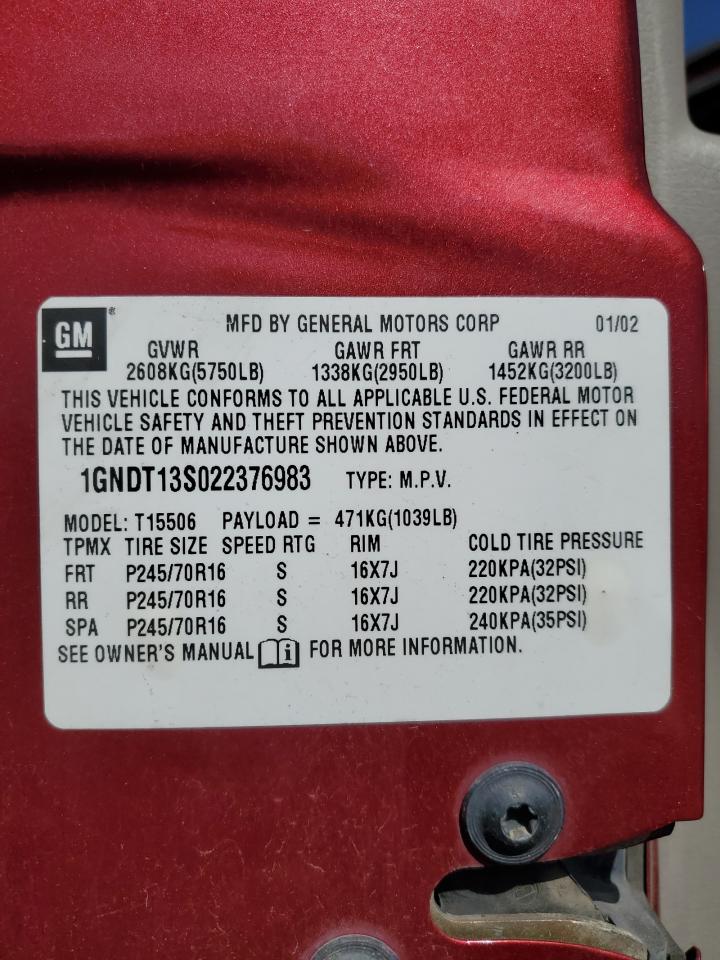 GM ®
MFD BY GENERAL MOTORS CORP 01/02
GVWR GAWR FRT GAWR RR
2608KG(5750LB) 1338KG(2950LB) 1452KG(3200LB)
THIS VEHICLE CONFORMS TO ALL APPLICABLE U.S. FEDERAL MOTOR
VEHICLE SAFETY AND THEFT PREVENTION STANDARDS IN EFFECT ON
THE DATE OF MANUFACTURE SHOWN ABOVE.
1GNDT13S022376983 TYPE: M.P.V.
MODEL: T15506 PAYLOAD = 471KG(1039LB)
TPMX TIRE SIZE SPEED RTG RIM COLD TIRE PRESSURE
FRT P245/70R16 S 16X7J 220KPA(32PSI)
RR P245/70R16 S 16X7J 220KPA(32PSI)
SPA P245/70R16 S 16X7J 240KPA(35PSI)
SEE OWNER'S MANUAL i FOR MORE INFORMATION.